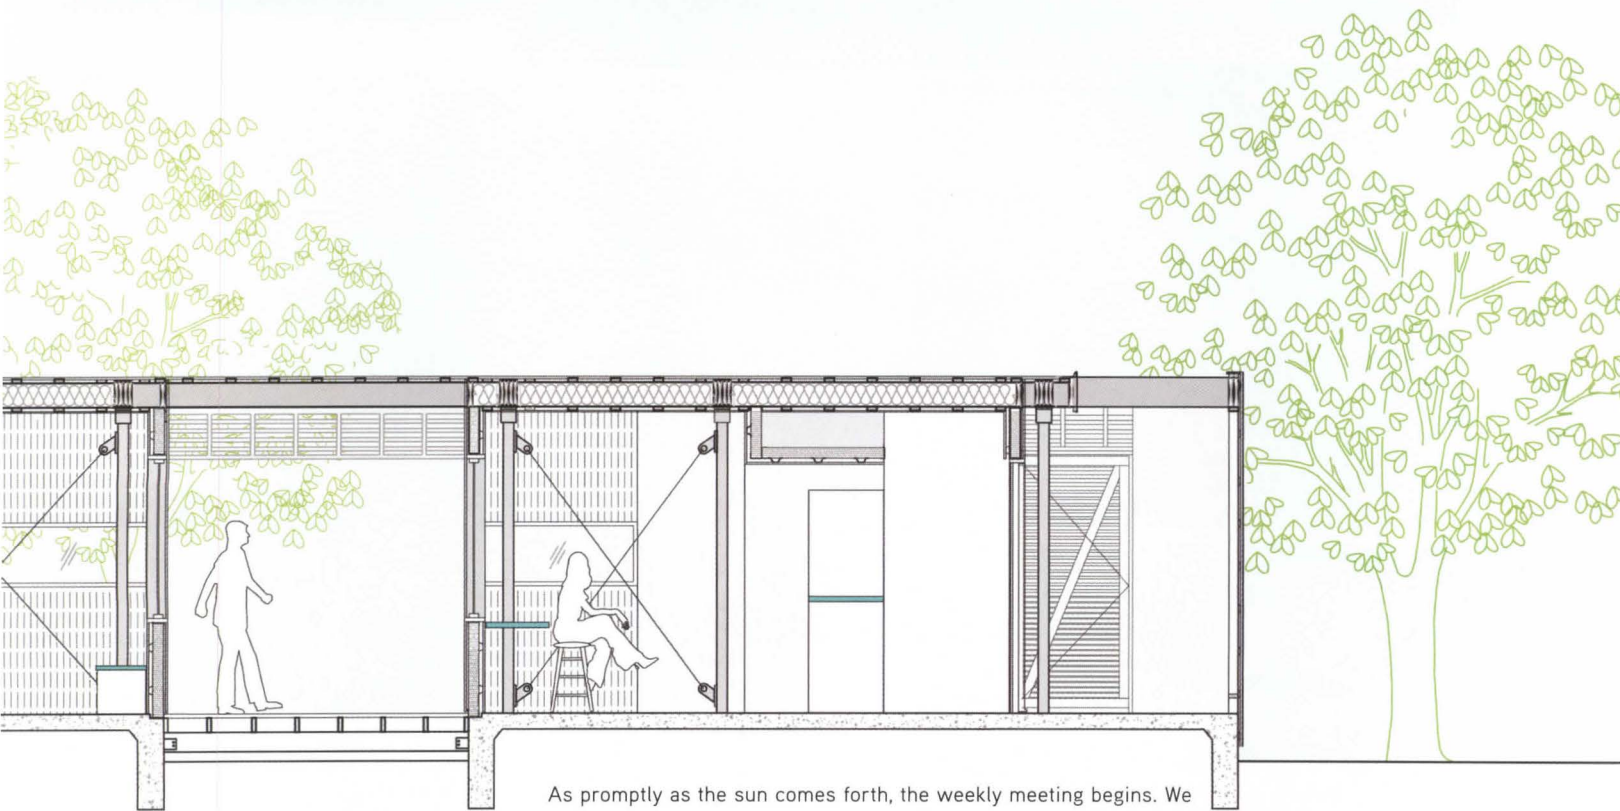 As promptly as the sun comes forth, the weekly meeting begins. We